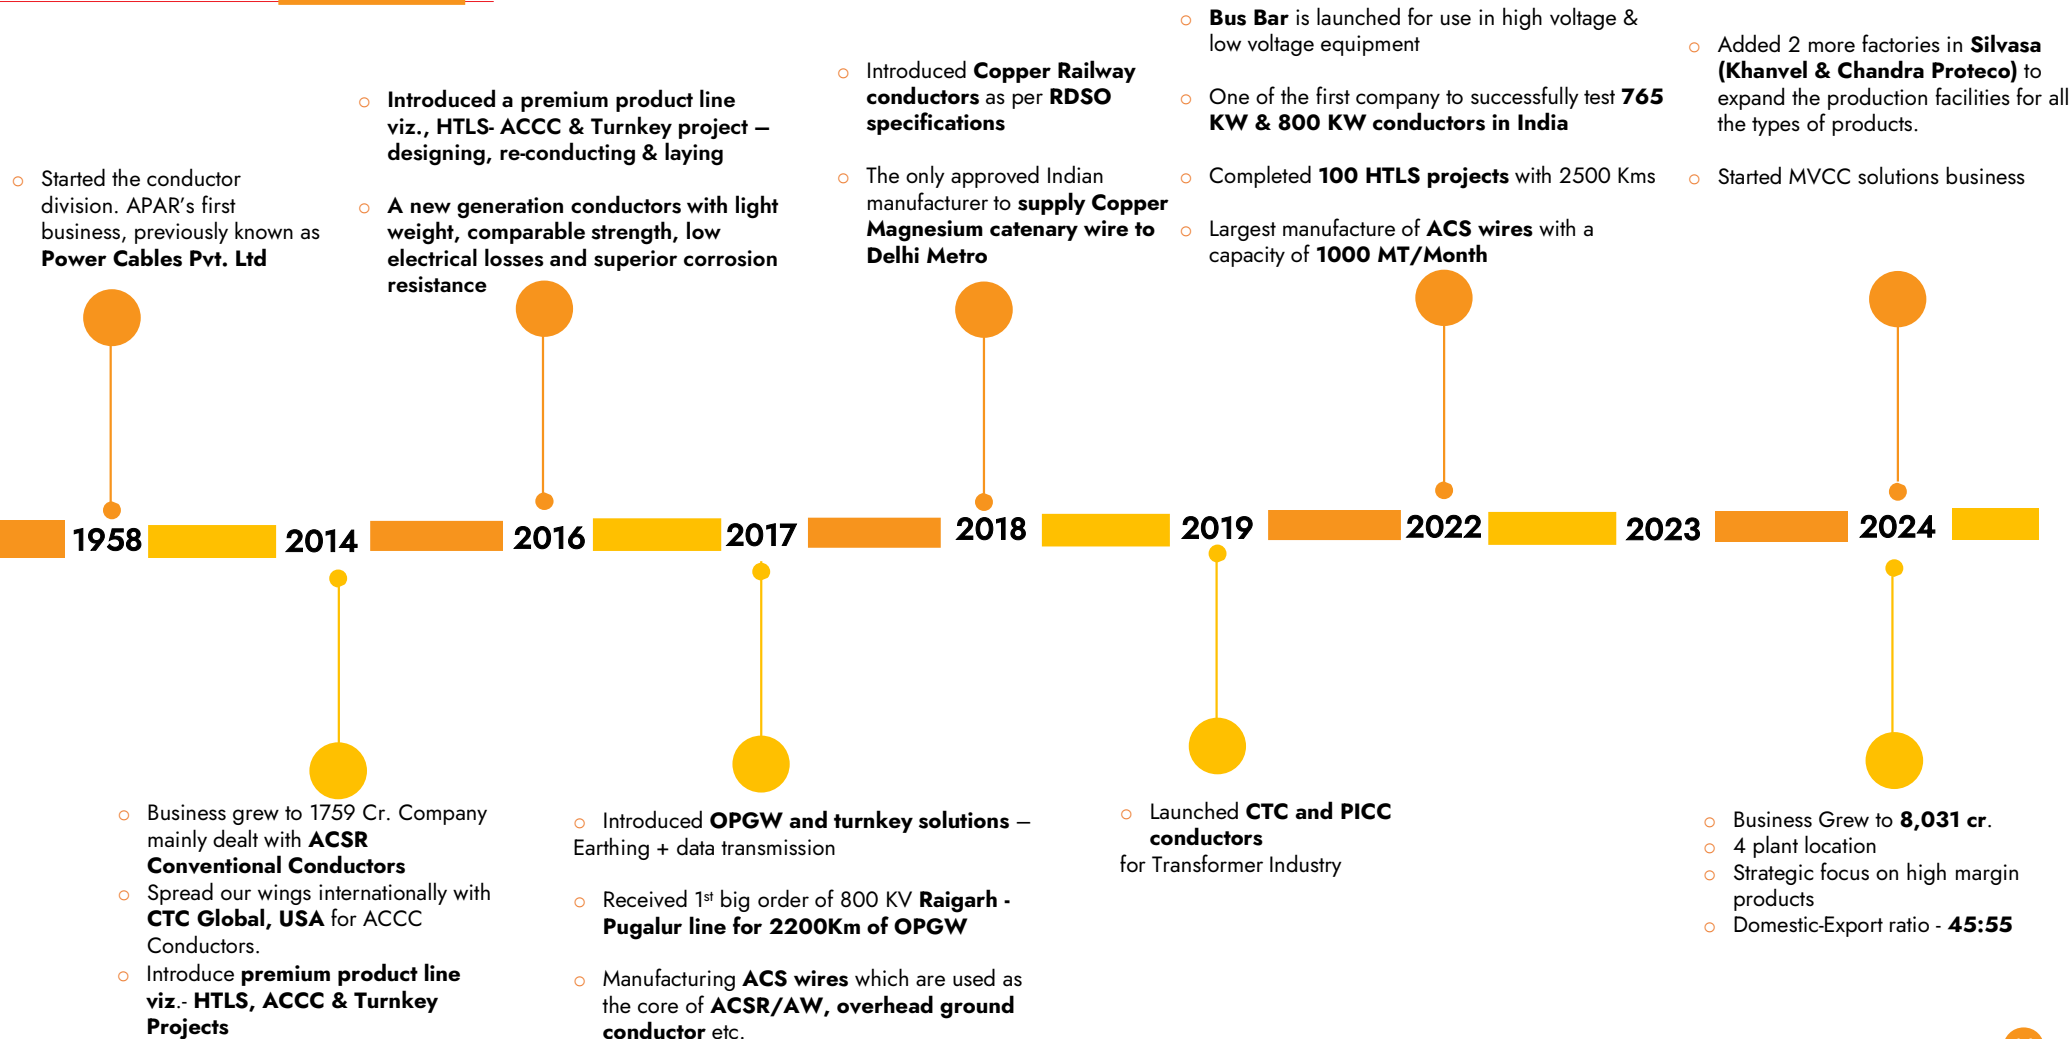 ○ Started the conductor
division. APAR’s first
business, previously known as
Power Cables Pvt. Ltd
○ Introduced a premium product line
viz., HTLS- ACCC & Turnkey project –
designing, re-conducting & laying
○ A new generation conductors with light
weight, comparable strength, low
electrical losses and superior corrosion
resistance
○ Introduced Copper Railway
conductors as per RDSO
specifications
○ The only approved Indian
manufacturer to supply Copper
Magnesium catenary wire to
Delhi Metro
○ Bus Bar is launched for use in high voltage &
low voltage equipment
○ One of the first company to successfully test 765
KW & 800 KW conductors in India
○ Completed 100 HTLS projects with 2500 Kms
○ Largest manufacture of ACS wires with a
capacity of 1000 MT/Month
○ Added 2 more factories in Silvasa
(Khanvel & Chandra Proteco) to
expand the production facilities for all
the types of products.
○ Started MVCC solutions business
1958 2014 2016 2017 2018 2019 2022 2023 2024
○ Business grew to 1759 Cr. Company
mainly dealt with ACSR
Conventional Conductors
○ Spread our wings internationally with
CTC Global, USA for ACCC
Conductors.
○ Introduce premium product line
viz.- HTLS, ACCC & Turnkey
Projects
○ Introduced OPGW and turnkey solutions –
Earthing + data transmission
○ Received 1st big order of 800 KV Raigarh -
Pugalur line for 2200Km of OPGW
○ Manufacturing ACS wires which are used as
the core of ACSR/AW, overhead ground
conductor etc.
○ Launched CTC and PICC
conductors
for Transformer Industry
○ Business Grew to 8,031 cr.
○ 4 plant location
○ Strategic focus on high margin
products
○ Domestic-Export ratio - 45:55